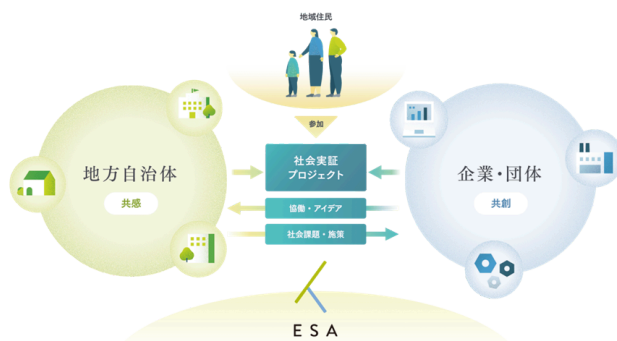 地域住民
参加
地方自治体
共感
社会実証
プロジェクト
協働・アイデア
社会課題・施策
企業・団体
共創
ESA